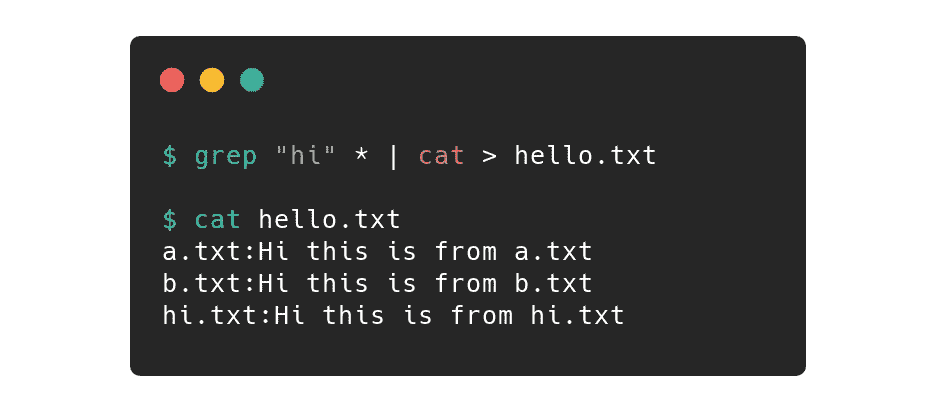 $ grep "hi" * | cat > hello.txt
$ cat hello.txt
a.txt:Hi this is from a.txt
b.txt:Hi this is from b.txt
hi.txt:Hi this is from hi.txt